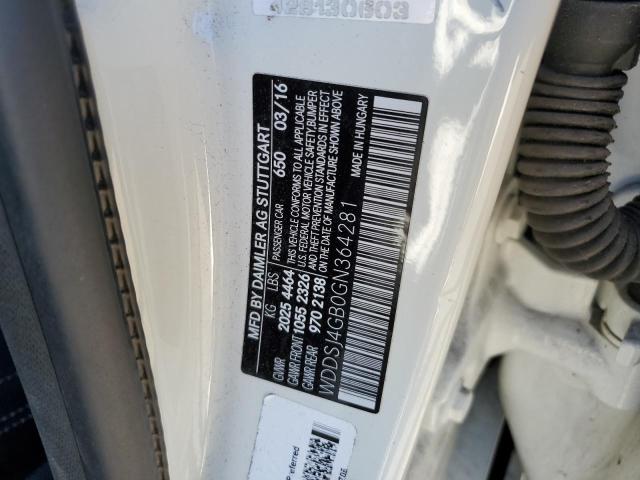 MFD BY DAIMLER AG STUTTGART
PASSENGER CAR 650 03/16
KG LBS
GVWR 2025 4464
GAWR FRONT 1055 2326
GAWR REAR 970 2138
THIS VEHICLE CONFORMS TO ALL APPLICABLE
U.S. FEDERAL MOTOR VEHICLE SAFETY,BUMPER
AND THEFT PREVENTION STANDARDS IN EFFECT
ON DATE OF MANUFACTURE SHOWN ABOVE
MADE IN HUNGARY
WDDSJ4GB0GN364281